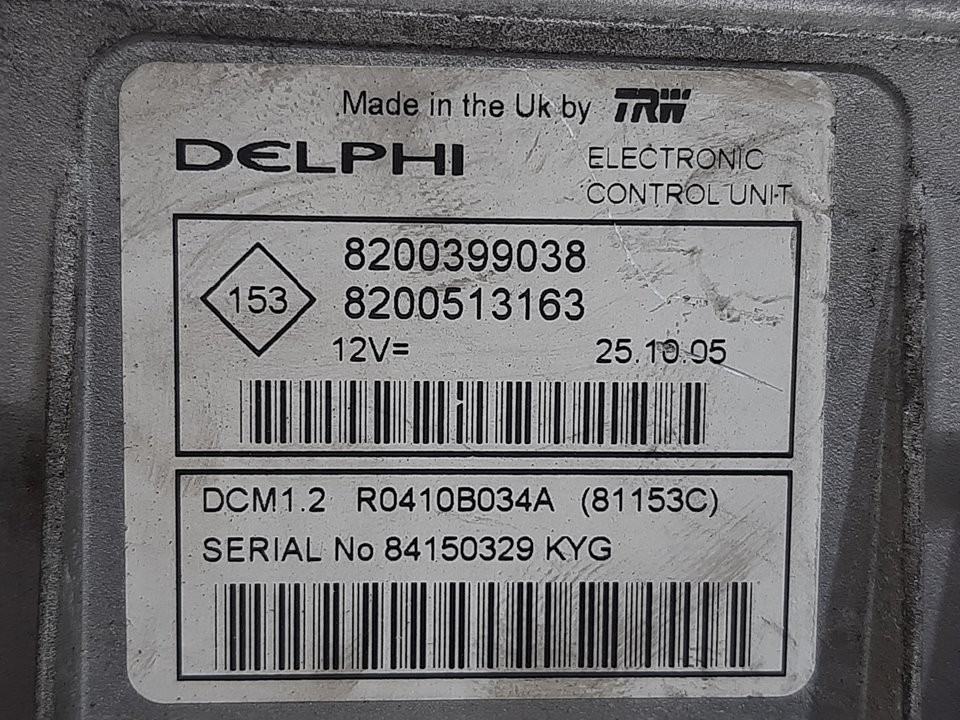 Made in the Uk by TRW
DELPHI
ELECTRONIC
CONTROL UNIT
8200399038
153
8200513163
12V=
25.10.05
DCM1.2 R0410B034A (81153C)
SERIAL No 84150329 KYG